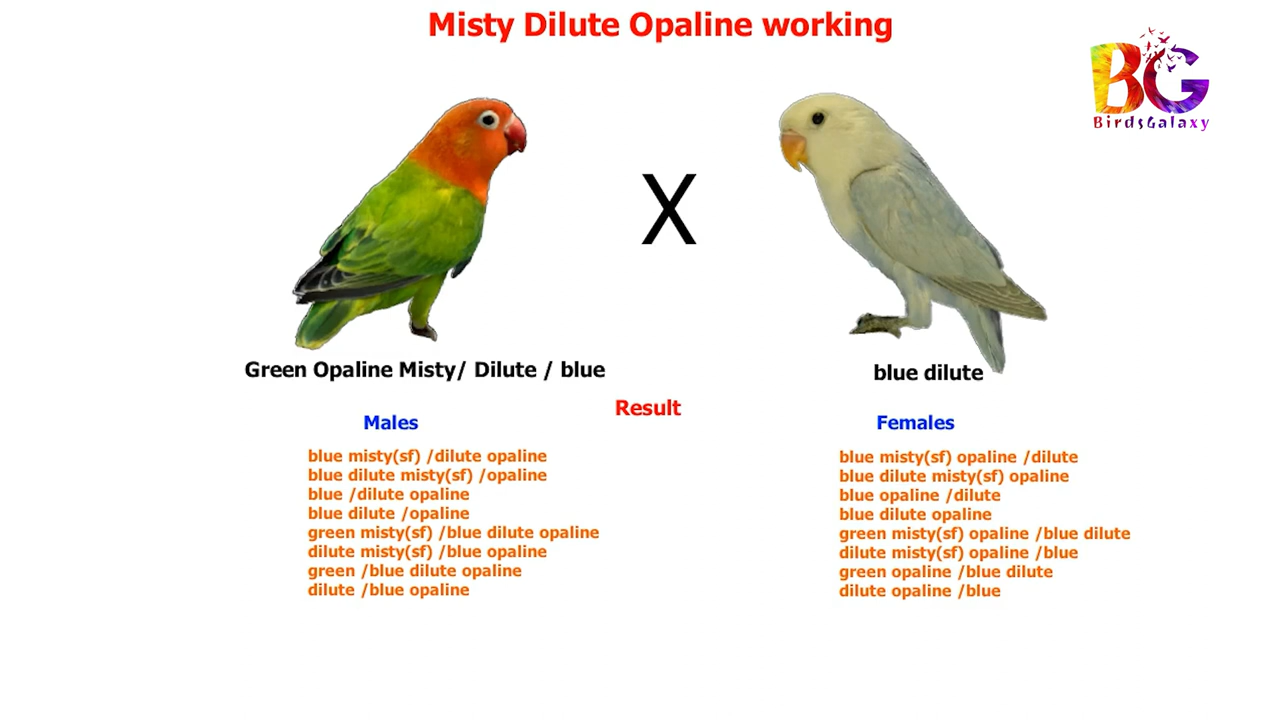 Misty Dilute Opaline working
BG
BirdsGalaxy
X
Green Opaline Misty/ Dilute / blue
blue dilute
Result
Males
blue misty(sf) /dilute opaline
blue dilute misty(sf) /opaline
blue /dilute opaline
blue dilute /opaline
green misty(sf) /blue dilute opaline
dilute misty(sf) /blue opaline
green /blue dilute opaline
dilute /blue opaline
Females
blue misty(sf) opaline /dilute
blue dilute misty(sf) opaline
blue opaline /dilute
blue dilute opaline
green misty(sf) opaline /blue dilute
dilute misty(sf) opaline /blue
green opaline /blue dilute
dilute opaline /blue